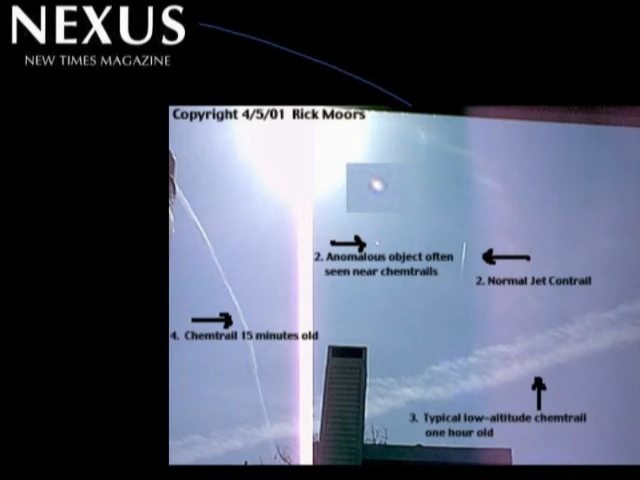 NEXUS
NEW TIMES MAGAZINE
Copyright 4/5/01 Rick Moors
2. Anomalous object often
seen near chemtrails
2. Normal Jet Contrail
4. Chemtrail 15 minutes old
3. Typical low-altitude chemtrail
one hour old